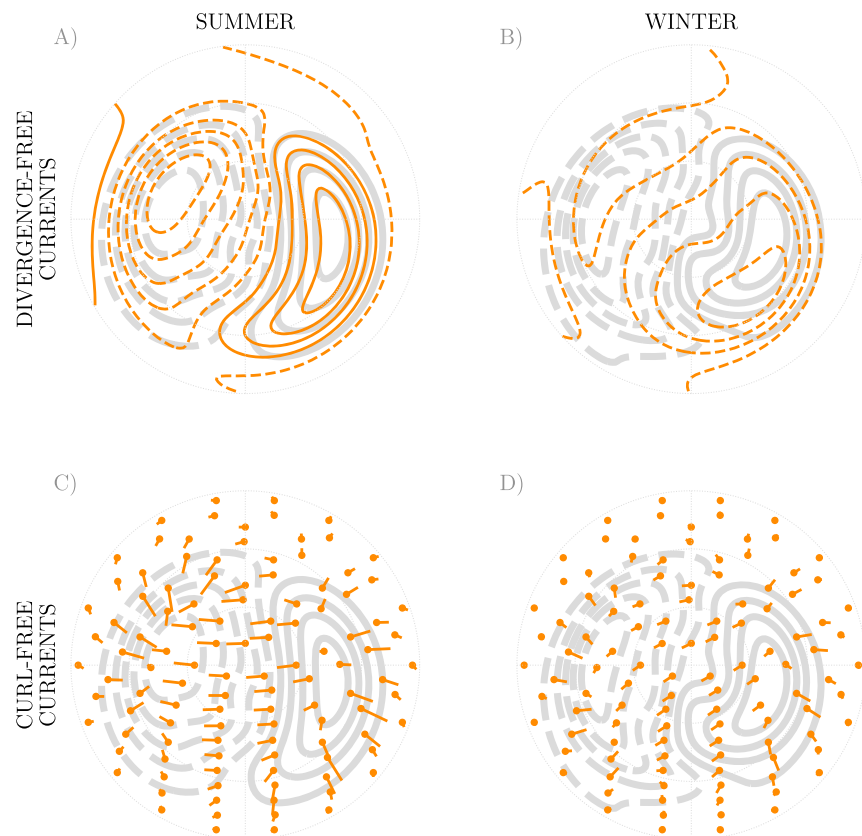 SUMMER
WINTER
A)
B)
DIVERGENCE-FREE
CURRENTS
C)
D)
CURL-FREE
CURRENTS